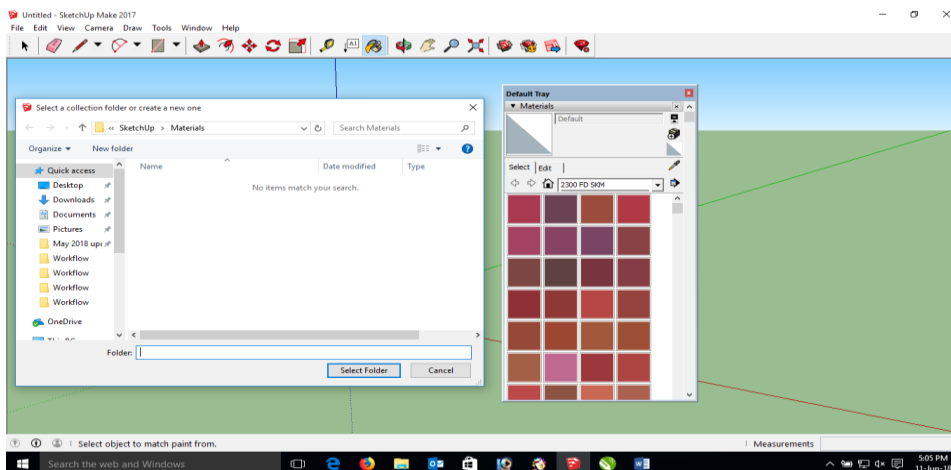 Untitled - SketchUp Make 2017
File Edit View Camera Draw Tools Window Help
A1
Select a collection folder or create a new one
« SketchUp › Materials
Search Materials
Organize
New folder
Name
Date modified
Type
No items match your search.
Quick access
Desktop
Downloads
Documents
Pictures
May 2018
Workflow
Workflow
Workflow
Workflow
OneDrive
Folder:
Select Folder
Cancel
Default Tray
Materials
Default
Select
Edit
2300 FD SKM
Select object to match paint from.
Measurements
Search the web and Windows
5:05 PM